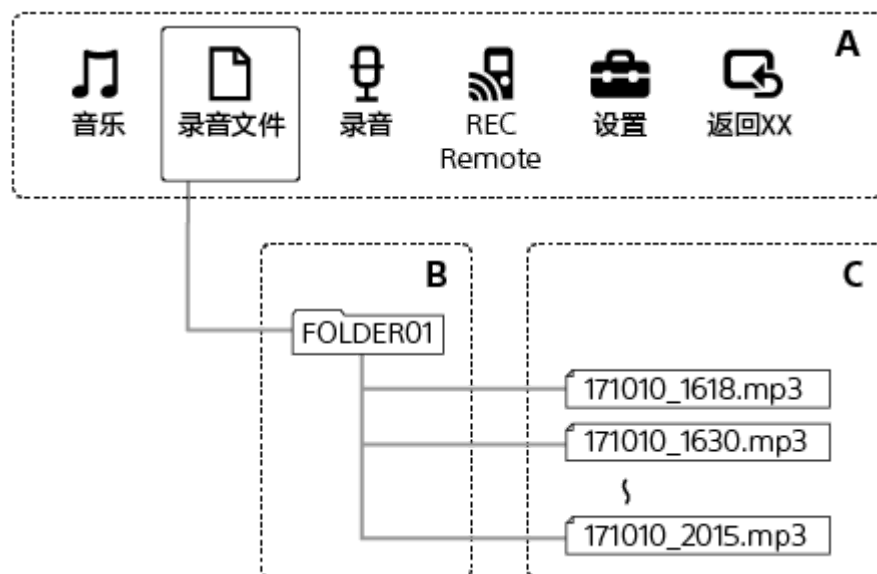 A
音乐
录音文件
录音
REC
Remote
设置
返回XX
B
C
FOLDER01
171010_1618.mp3
171010_1630.mp3
171010_2015.mp3